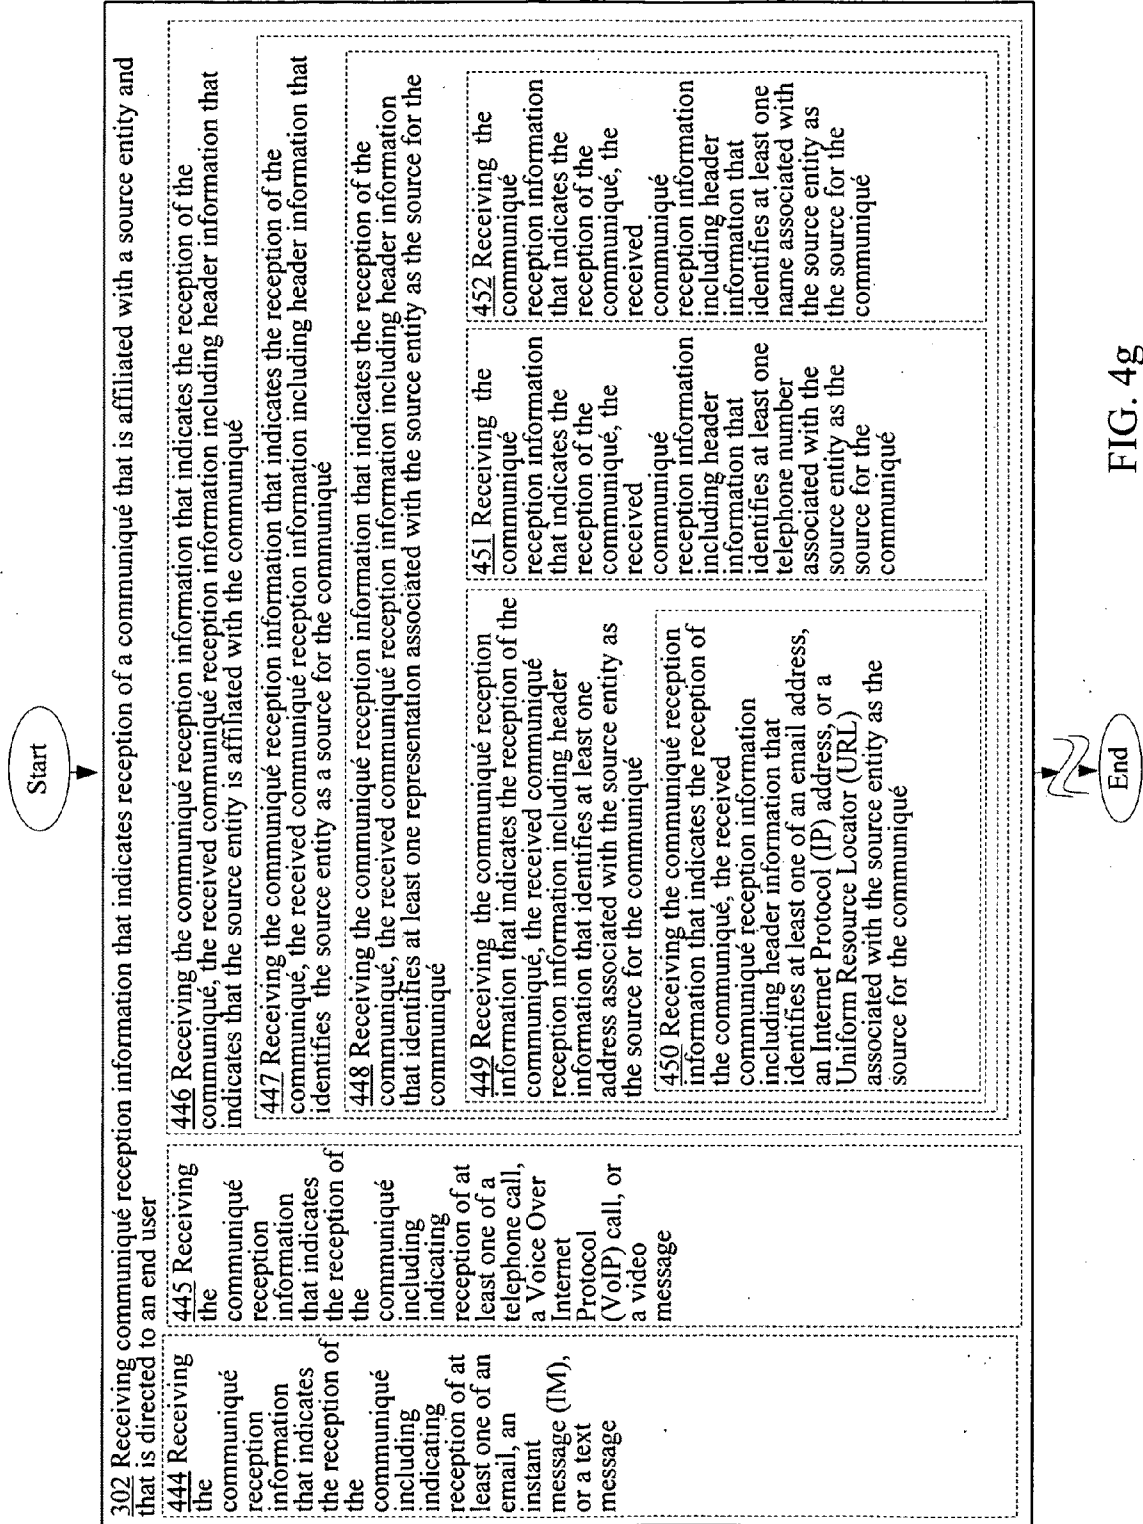 Start
302 Receiving communiqué reception information that indicates reception of a communiqué that is affiliated with a source entity and
that is directed to an end user
444 Receiving
the
communiqué
reception
information
that indicates
the reception of
the
communiqué
including
indicating
reception of at
least one of an
email, an
instant
message (IM),
or a text
message
445 Receiving
the
communiqué
reception
information
that indicates
the reception of
the
communiqué
including
indicating
reception of at
least one of a
telephone call,
a Voice Over
Internet
Protocol
(VoIP) call, or
a video
message
446 Receiving the communiqué reception information that indicates the reception of the
communiqué, the received communiqué reception information including header information that
indicates that the source entity is affiliated with the communiqué
447 Receiving the communiqué reception information that indicates the reception of the
communiqué, the received communiqué reception information including header information that
identifies the source entity as a source for the communiqué
448 Receiving the communiqué reception information that indicates the reception of the
communiqué, the received communiqué reception information including header information
that identifies at least one representation associated with the source entity as the source for the
communiqué
449 Receiving the communiqué reception
information that indicates the reception of the
communiqué, the received communiqué
reception information including header
information that identifies at least one
address associated with the source entity as
the source for the communiqué
450 Receiving the communiqué reception
information that indicates the reception of
the communiqué, the received
communiqué reception information
including header information that
identifies at least one of an email address,
an Internet Protocol (IP) address, or a
Uniform Resource Locator (URL)
associated with the source entity as the
source for the communiqué
451 Receiving the
communiqué
reception information
that indicates the
reception of the
communiqué, the
received
communiqué
reception information
including header
information that
identifies at least one
telephone number
associated with the
source entity as the
source for the
communiqué
452 Receiving the
communiqué
reception information
that indicates the
reception of the
communiqué, the
received
communiqué
reception information
including header
information that
identifies at least one
name associated with
the source entity as
the source for the
communiqué
End
FIG. 4g